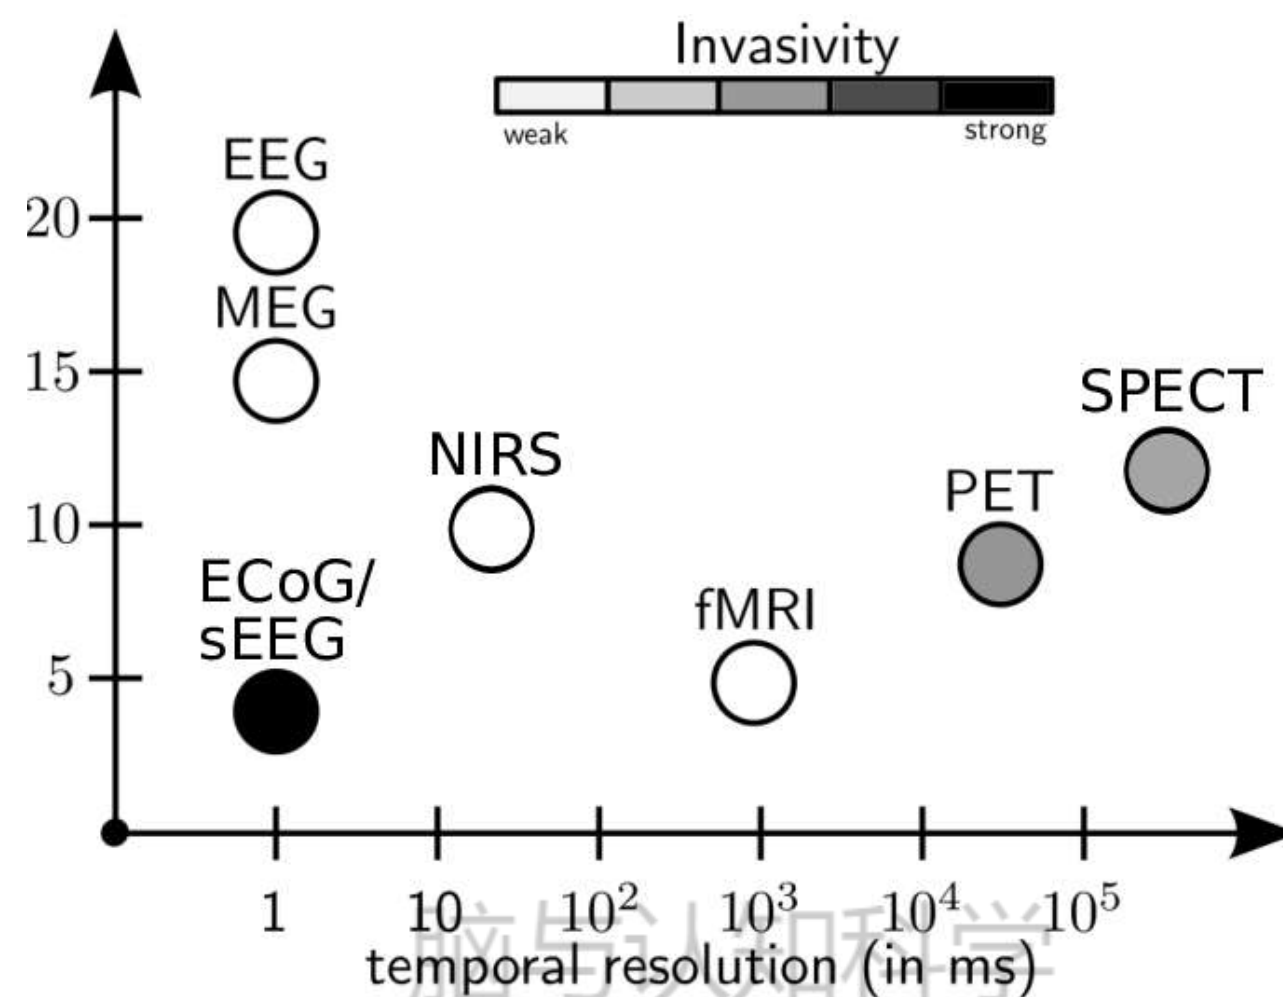 Invasivity
weak strong
EEG
20
MEG
15
SPECT
NIRS
PET
10
ECoG/
sEEG
fMRI
5
1 10 10² 10³ 10⁴ 10⁵
脑与认知科学
temporal resolution (in ms)